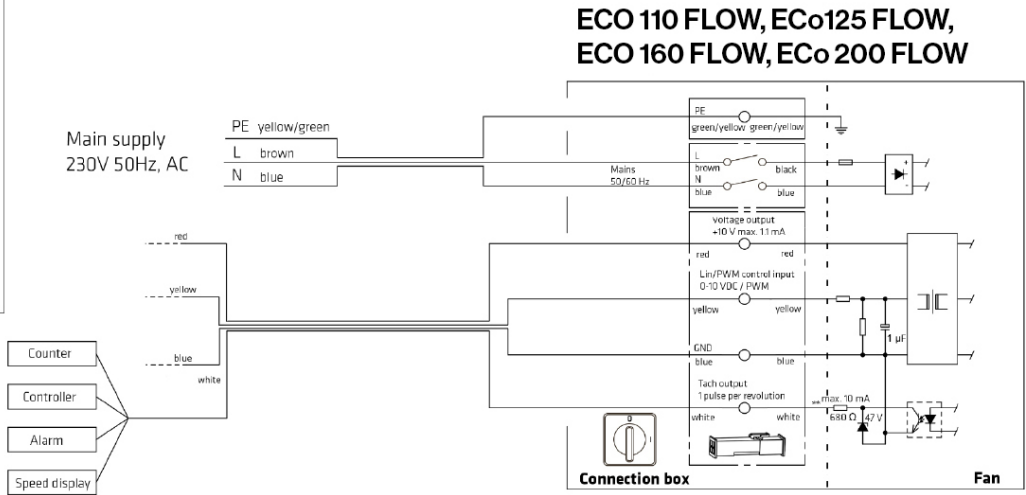 ECO 110 FLOW, ECo125 FLOW,
ECO 160 FLOW, ECo 200 FLOW
Main supply
230V 50Hz, AC
PE yellow/green
L brown
N blue
PE
green/yellow green/yellow
Mains
50/60 Hz
L
brown
black
N
blue
blue
+
-
Voltage output
+10 V max. 1.1 mA
red
red
red
Lin/PWM control input
0-10 VDC / PWM
yellow
yellow
yellow
1 µF
GND
blue
blue
blue
white
Tach output
1 pulse per revolution
white
white
**max. 10 mA
680 Ω
47 V
Counter
Controller
Alarm
Speed display
0
I
Connection box
Fan